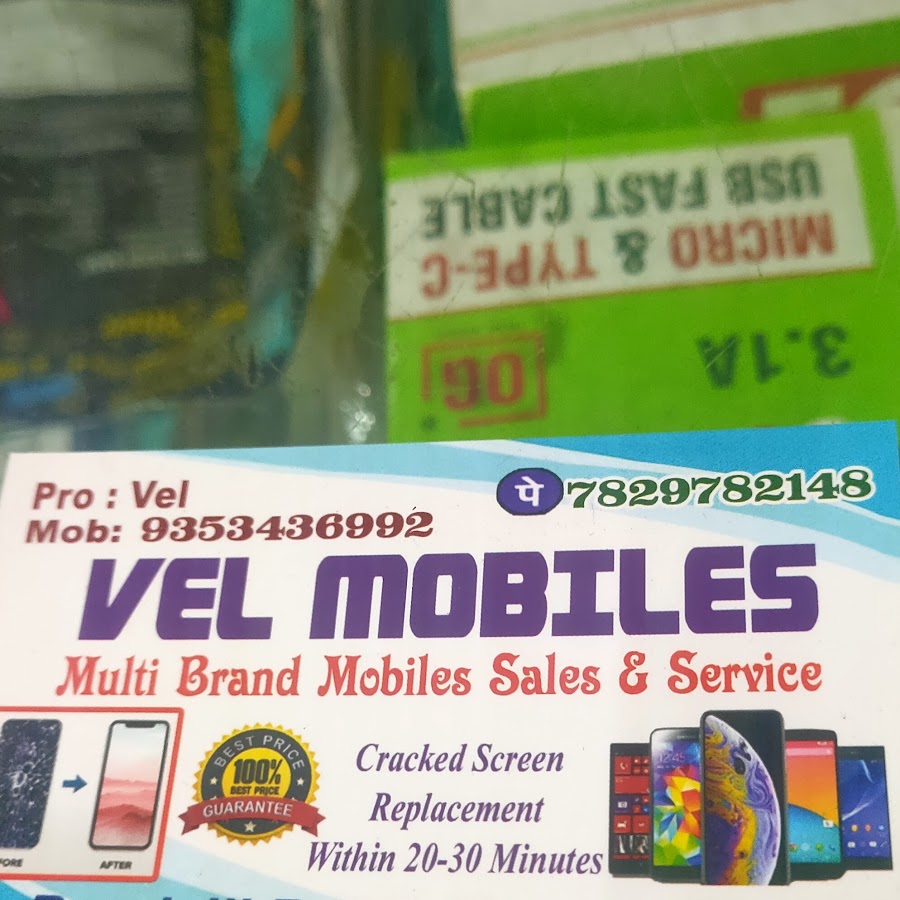 MICRO & TYPE-C
USB FAST CABLE
3.1A
OG
Pro : Vel
Mob: 9353436992
पे 7829782148
VEL MOBILES
Multi Brand Mobiles Sales & Service
BEST PRICE
100%
BEST PRICE
GUARANTEE
AFTER
Cracked Screen
Replacement
Within 20-30 Minutes